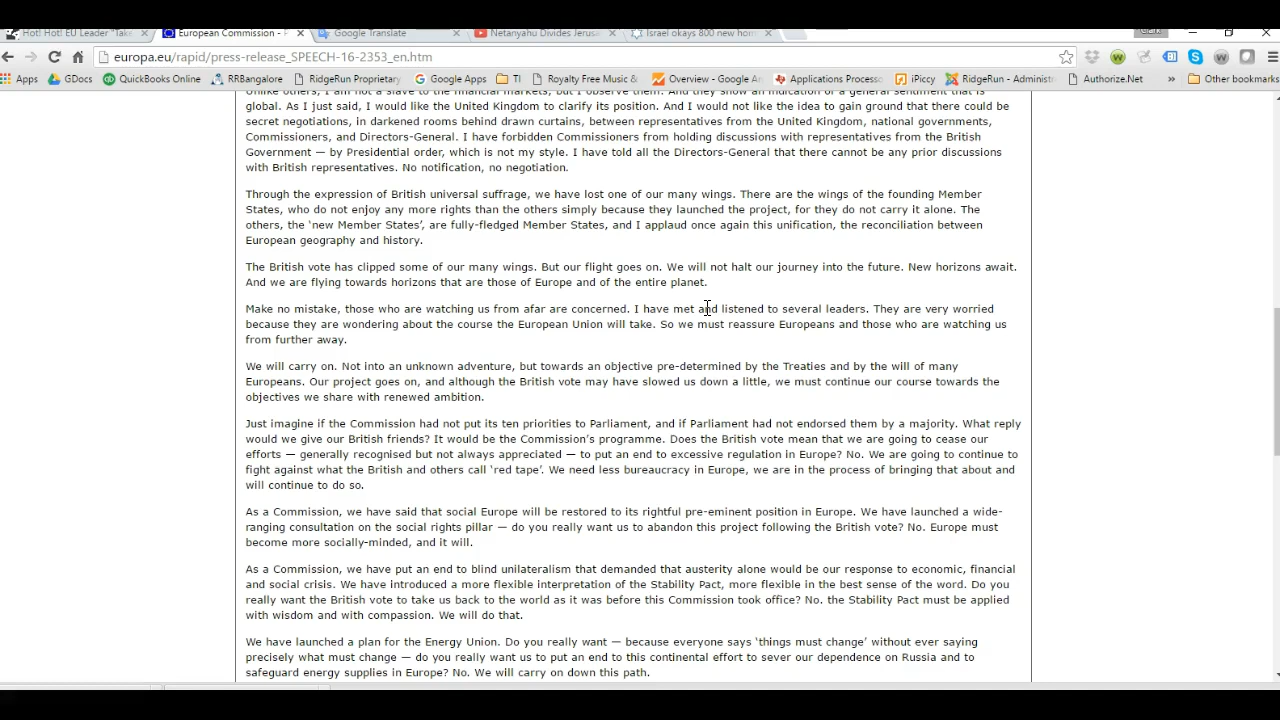 Hot! Hot! EU Leader "Take
European Commission - P
Google Translate
Netanyahu Divides Jerusa
Israel okays 800 new hom
europa.eu/rapid/press-release_SPEECH-16-2353_en.htm
Apps
GDocs
QuickBooks Online
RRBangalore
RidgeRun Proprietary
Google Apps
TI
Royalty Free Music &
Overview - Google An
Applications Processo
iPiccy
RidgeRun - Administr
Authorize.Net
»
Other bookmarks
Unlike others, I am not a slave to the financial markets, but I observe them. And they show an indication of a general sentiment that is
global. As I just said, I would like the United Kingdom to clarify its position. And I would not like the idea to gain ground that there could be
secret negotiations, in darkened rooms behind drawn curtains, between representatives from the United Kingdom, national governments,
Commissioners, and Directors-General. I have forbidden Commissioners from holding discussions with representatives from the British
Government — by Presidential order, which is not my style. I have told all the Directors-General that there cannot be any prior discussions
with British representatives. No notification, no negotiation.
Through the expression of British universal suffrage, we have lost one of our many wings. There are the wings of the founding Member
States, who do not enjoy any more rights than the others simply because they launched the project, for they do not carry it alone. The
others, the 'new Member States', are fully-fledged Member States, and I applaud once again this unification, the reconciliation between
European geography and history.
The British vote has clipped some of our many wings. But our flight goes on. We will not halt our journey into the future. New horizons await.
And we are flying towards horizons that are those of Europe and of the entire planet.
Make no mistake, those who are watching us from afar are concerned. I have met and listened to several leaders. They are very worried
because they are wondering about the course the European Union will take. So we must reassure Europeans and those who are watching us
from further away.
We will carry on. Not into an unknown adventure, but towards an objective pre-determined by the Treaties and by the will of many
Europeans. Our project goes on, and although the British vote may have slowed us down a little, we must continue our course towards the
objectives we share with renewed ambition.
Just imagine if the Commission had not put its ten priorities to Parliament, and if Parliament had not endorsed them by a majority. What reply
would we give our British friends? It would be the Commission's programme. Does the British vote mean that we are going to cease our
efforts — generally recognised but not always appreciated — to put an end to excessive regulation in Europe? No. We are going to continue to
fight against what the British and others call 'red tape'. We need less bureaucracy in Europe, we are in the process of bringing that about and
will continue to do so.
As a Commission, we have said that social Europe will be restored to its rightful pre-eminent position in Europe. We have launched a wide-
ranging consultation on the social rights pillar — do you really want us to abandon this project following the British vote? No. Europe must
become more socially-minded, and it will.
As a Commission, we have put an end to blind unilateralism that demanded that austerity alone would be our response to economic, financial
and social crisis. We have introduced a more flexible interpretation of the Stability Pact, more flexible in the best sense of the word. Do you
really want the British vote to take us back to the world as it was before this Commission took office? No. the Stability Pact must be applied
with wisdom and with compassion. We will do that.
We have launched a plan for the Energy Union. Do you really want — because everyone says 'things must change' without ever saying
precisely what must change — do you really want us to put an end to this continental effort to sever our dependence on Russia and to
safeguard energy supplies in Europe? No. We will carry on down this path.